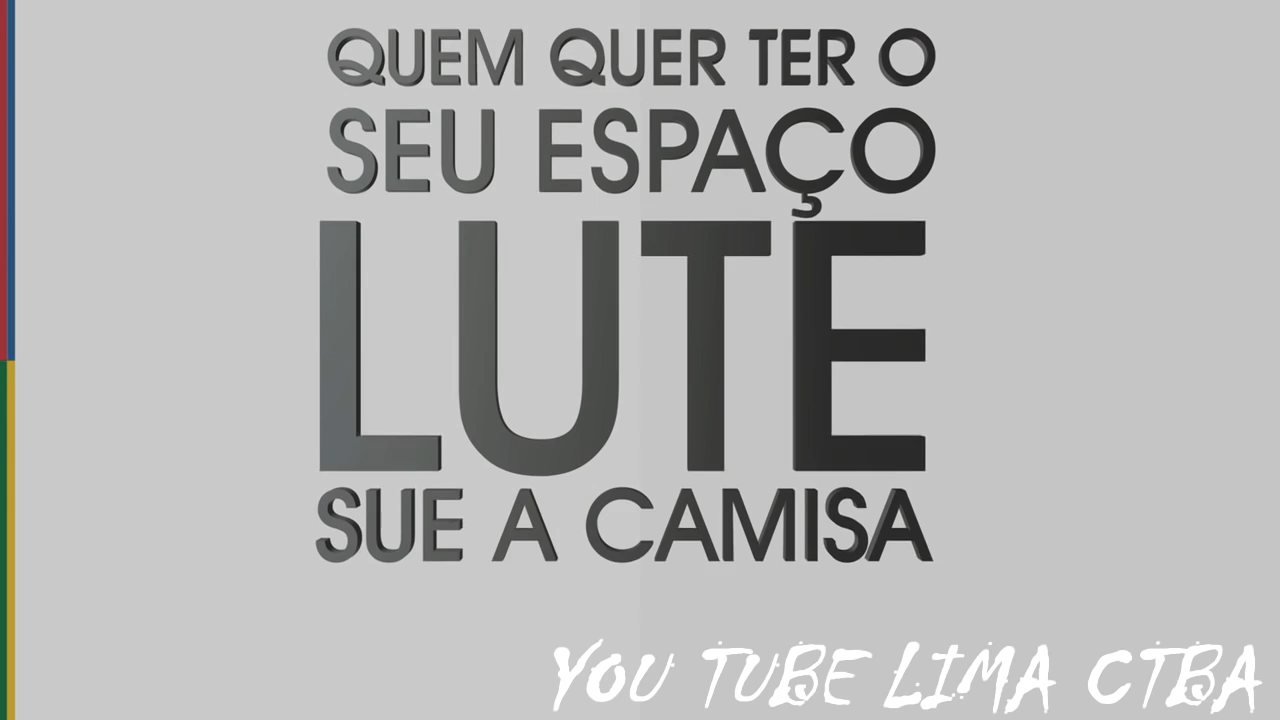 QUEM QUER TER O
SEU ESPAÇO
LUTE
SUE A CAMISA
YOU TUBE LIMA CTBA